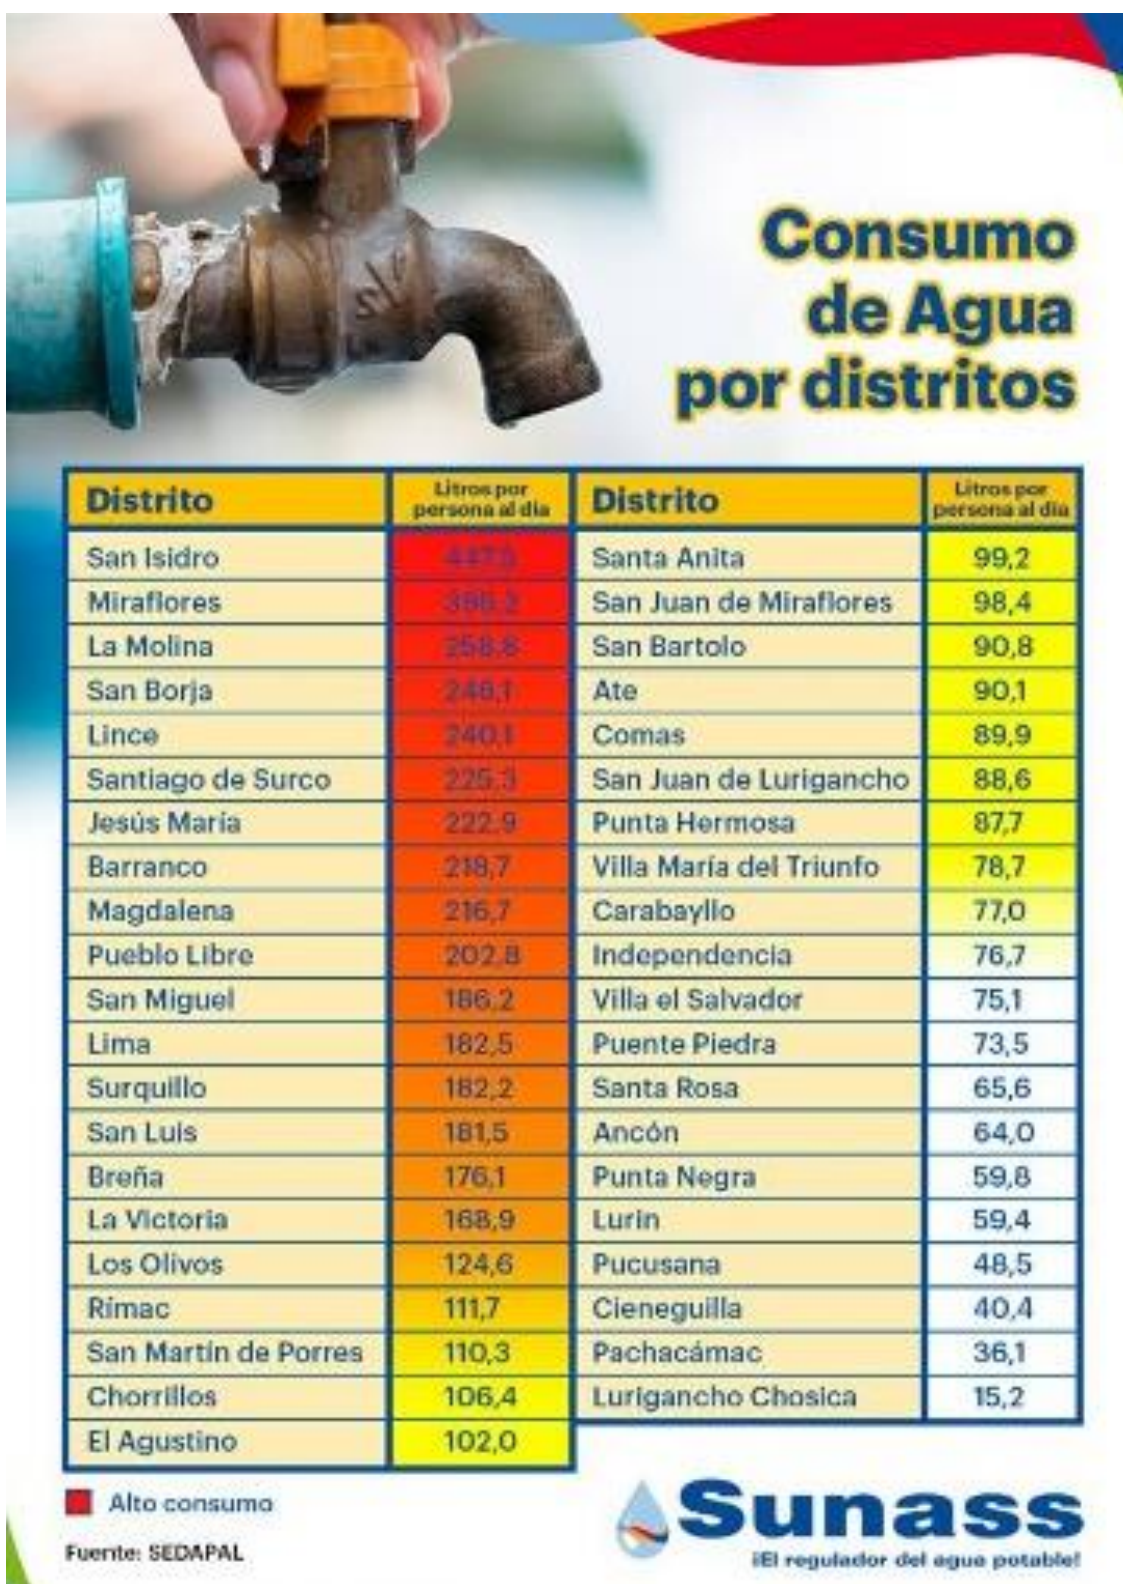 Consumo
de Agua
por distritos
Distrito Litros por persona al día Distrito Litros por persona al día
San Isidro 447,5 Santa Anita 99,2
Miraflores San Juan de Miraflores 98,4
La Molina 258,8 San Bartolo 90,8
San Borja 246,1 Ate 90,1
Lince 240,1 Comas 89,9
Santiago de Surco 225,3 San Juan de Lurigancho 88,6
Jesús María 222,9 Punta Hermosa 87,7
Barranco 218,7 Villa María del Triunfo 78,7
Magdalena 216,7 Carabayllo 77,0
Pueblo Libre 202,8 Independencia 76,7
San Miguel 186,2 Villa el Salvador 75,1
Lima 182,5 Puente Piedra 73,5
Surquillo 182,2 Santa Rosa 65,6
San Luis 181,5 Ancón 64,0
Breña 176,1 Punta Negra 59,8
La Victoria 168,9 Lurín 59,4
Los Olivos 124,6 Pucusana 48,5
Rímac 111,7 Cieneguilla 40,4
San Martín de Porres 110,3 Pachacámac 36,1
Chorrillos 106,4 Lurigancho Chosica 15,2
El Agustino 102,0
Alto consumo
Fuente: SEDAPAL
Sunass
¡El regulador del agua potable!